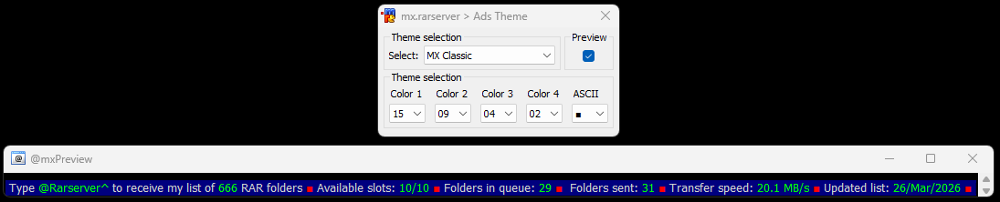 mx.rarserver > Ads Theme
Theme selection
Preview
Select: MX Classic
Theme selection
Color 1 Color 2 Color 3 Color 4 ASCII
15 09 04 02 ■
@mxPreview
Type @Rarserver^ to receive my list of 666 RAR folders ■ Available slots: 10/10 ■ Folders in queue: 29 ■ Folders sent: 31 ■ Transfer speed: 20.1 MB/s ■ Updated list: 26/Mar/2026 ■